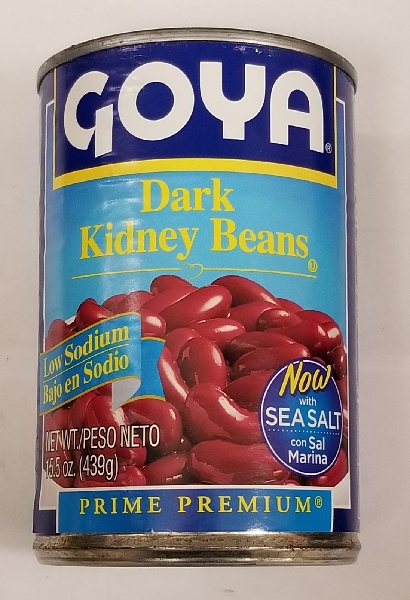 GOYA®
Dark
Kidney Beans
Low Sodium
Bajo en Sodio
NET WT./PESO NETO
15.5 oz. (439g)
Now
with
SEA SALT
con Sal
Marina
PRIME PREMIUM®